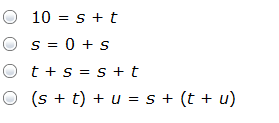 10 = s + t
s = 0 + s
t + s = s + t
(s + t) + u = s + (t + u)